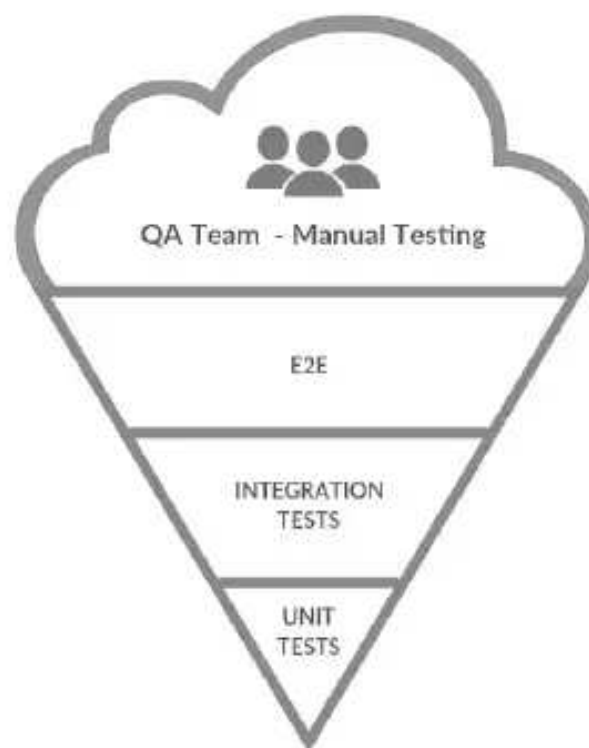 QA Team - Manual Testing
E2E
INTEGRATION
TESTS
UNIT
TESTS